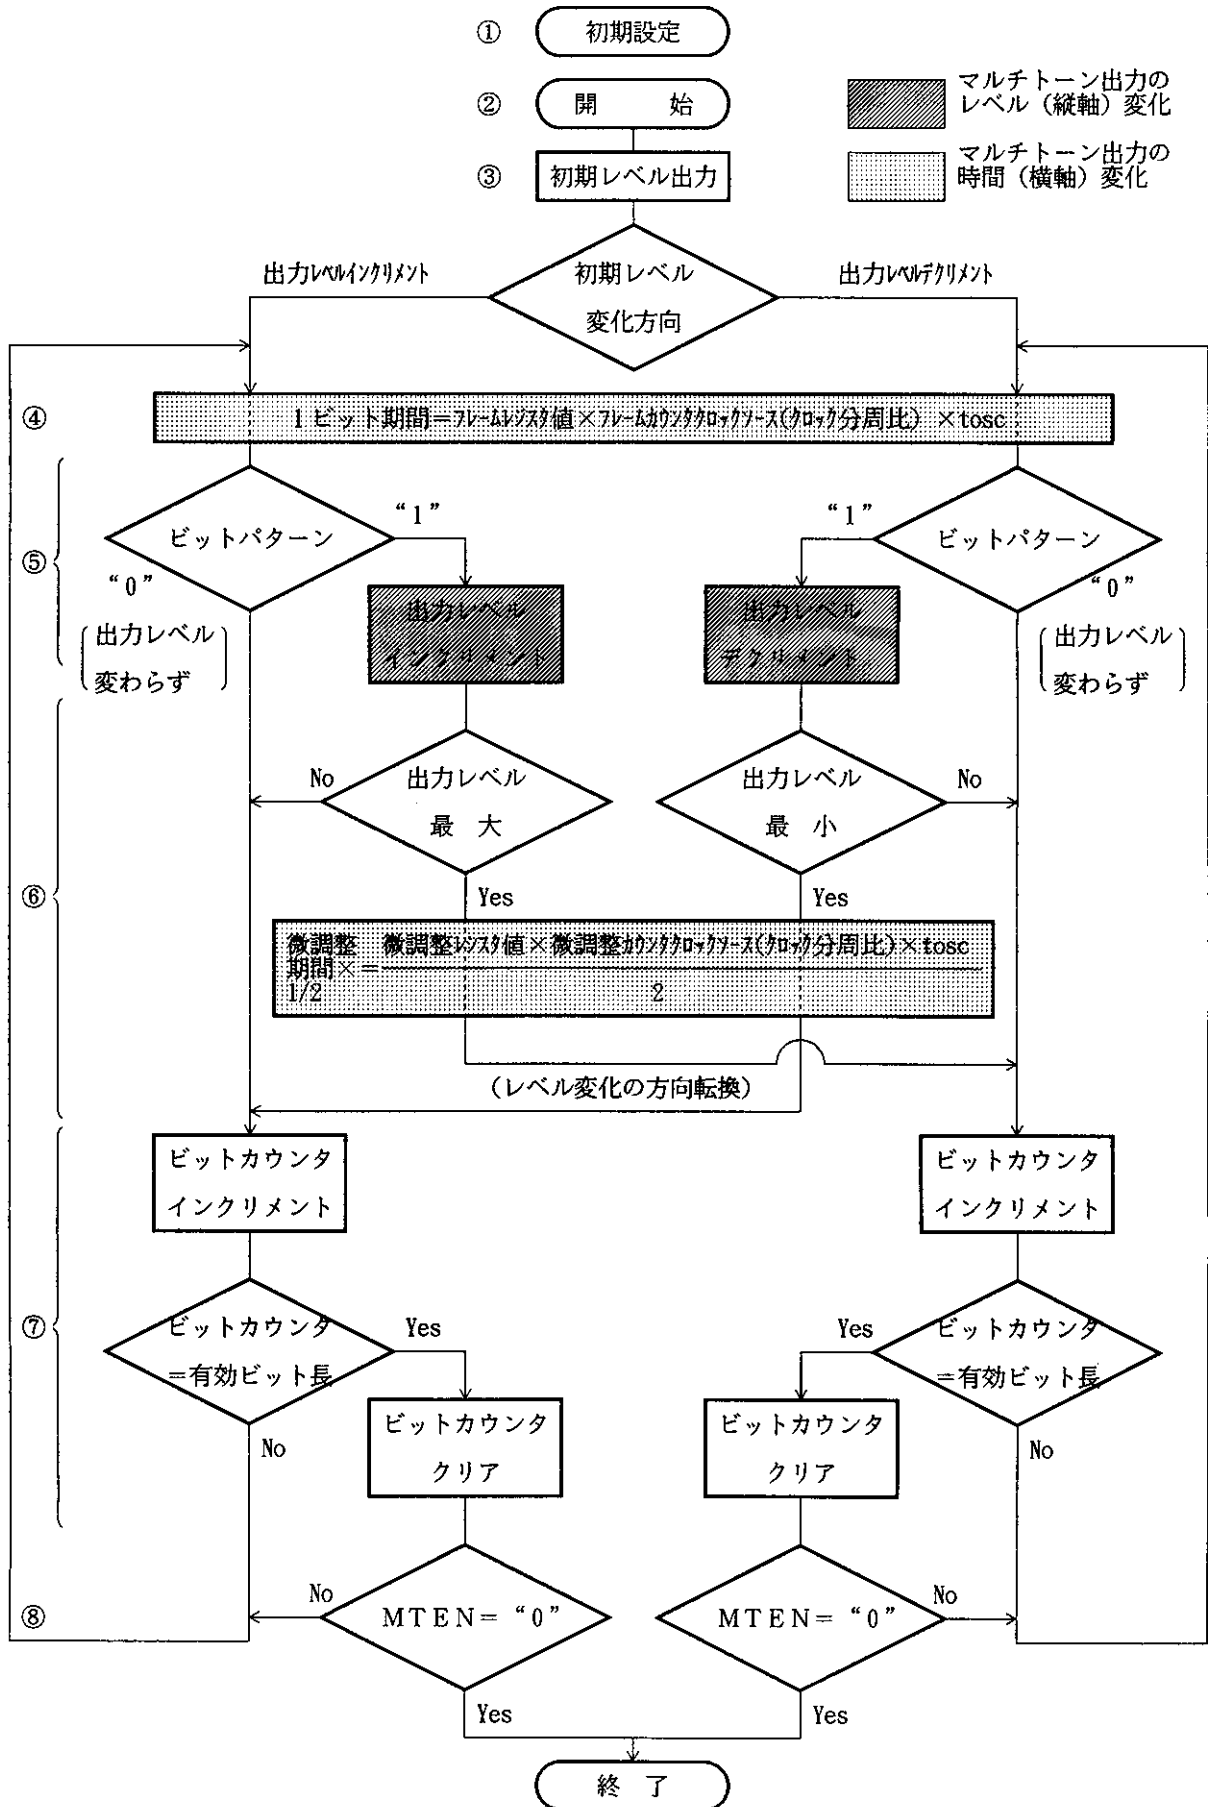 ① 初期設定
② 開 始
③ 初期レベル出力
マルチトーン出力の
レベル（縦軸）変化
マルチトーン出力の
時間（横軸）変化
出力レベルインクリメント
初期レベル
変化方向
出力レベルデクリメント
④ 1ビット期間＝フレームレジスタ値×フレームカウンタクロックソース(クロック分周比)×tosc
⑤
ビットパターン
“1”
“0”
出力レベル
変わらず
出力レベル
インクリメント
“1”
ビットパターン
“0”
出力レベル
変わらず
出力レベル
デクリメント
⑥
No
出力レベル
最 大
Yes
出力レベル
最 小
No
Yes
微調整
期間×
1/2
＝
微調整レジスタ値×微調整カウンタクロックソース(クロック分周比)×tosc
2
（レベル変化の方向転換）
⑦
ビットカウンタ
インクリメント
ビットカウンタ
インクリメント
ビットカウンタ
＝有効ビット長
Yes
No
ビットカウンタ
クリア
Yes
ビットカウンタ
＝有効ビット長
No
ビットカウンタ
クリア
⑧
No
MTEN＝“0”
Yes
MTEN＝“0”
No
Yes
終 了